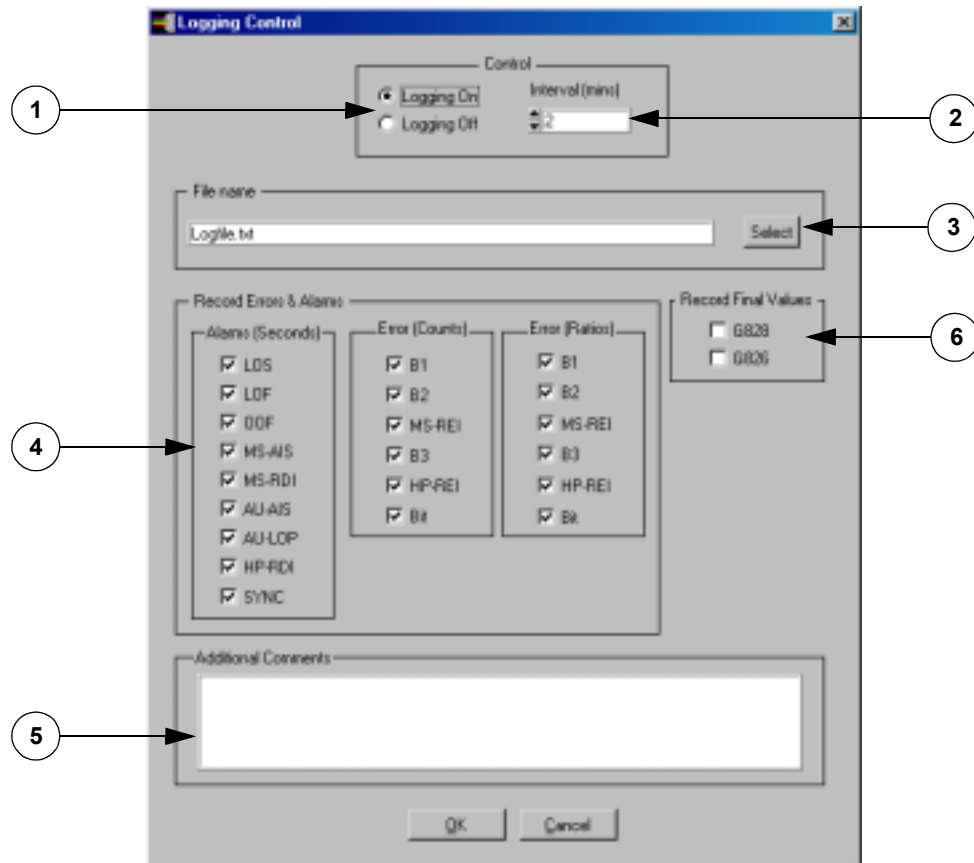 Logging Control
Control
Logging On
Logging Off
Interval (mins)
2
1
2
File name
Logfile.txt
Select
3
Record Errors & Alarms
Alarms (Seconds)
LOS
LOF
OOF
MS-AIS
MS-RDI
AU-AIS
AU-LOP
HP-RDI
SYNC
4
Error (Counts)
B1
B2
MS-REI
B3
HP-REI
Bit
Error (Ratios)
B1
B2
MS-REI
B3
HP-REI
Bit
Record Final Values
G828
G826
6
Additional Comments
5
OK
Cancel